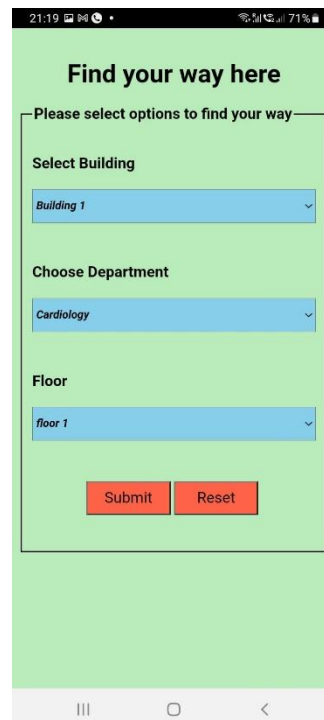 21:19 71%
Find your way here
Please select options to find your way
Select Building
Building 1
Choose Department
Cardiology
Floor
floor 1
Submit Reset